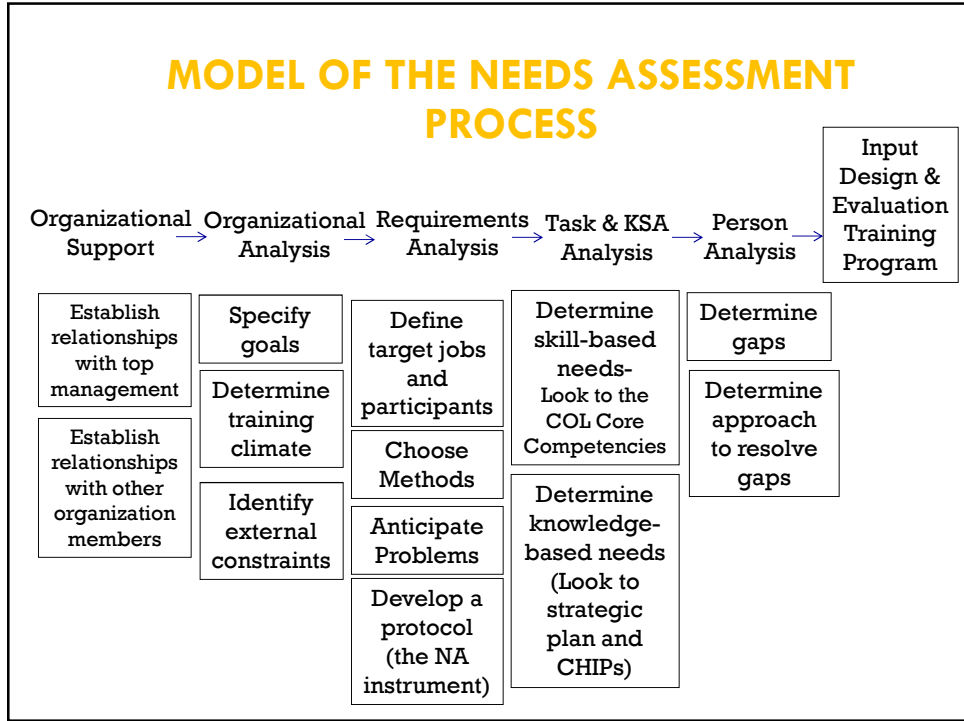 MODEL OF THE NEEDS ASSESSMENT
PROCESS
Organizational
Support
Organizational
Analysis
Requirements
Analysis
Task & KSA
Analysis
Person
Analysis
Input
Design &
Evaluation
Training
Program
Establish
relationships
with top
management
Establish
relationships
with other
organization
members
Specify
goals
Determine
training
climate
Identify
external
constraints
Define
target jobs
and
participants
Choose
Methods
Anticipate
Problems
Develop a
protocol
(the NA
instrument)
Determine
skill-based
needs-
Look to the
COL Core
Competencies
Determine
knowledge-
based needs
(Look to
strategic
plan and
CHIPs)
Determine
gaps
Determine
approach
to resolve
gaps